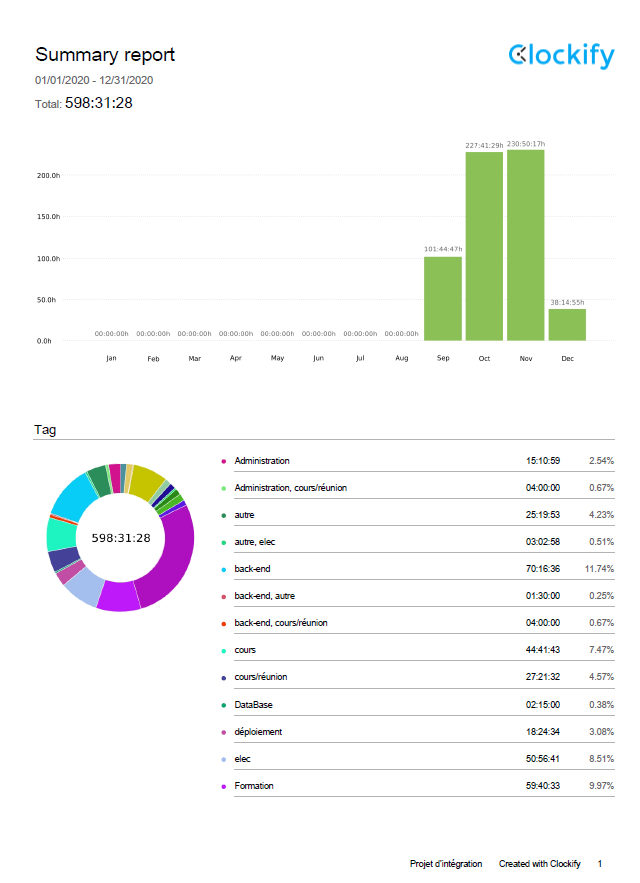 Summary report
Clockify
01/01/2020 - 12/31/2020
Total: 598:31:28
227:41:29h 230:50:17h
200.0h
150.0h
101:44:47h
100.0h
50.0h
38:14:55h
00:00:00h 00:00:00h 00:00:00h 00:00:00h 00:00:00h 00:00:00h 00:00:00h 00:00:00h
0.0h
Jan Feb Mar Apr May Jun Jul Aug Sep Oct Nov Dec
Tag
598:31:28
Administration 15:10:59 2.54%
Administration, cours/réunion 04:00:00 0.67%
autre 25:19:53 4.23%
autre, elec 03:02:58 0.51%
back-end 70:16:36 11.74%
back-end, autre 01:30:00 0.25%
back-end, cours/réunion 04:00:00 0.67%
cours 44:41:43 7.47%
cours/réunion 27:21:32 4.57%
DataBase 02:15:00 0.38%
déploiement 18:24:34 3.08%
elec 50:56:41 8.51%
Formation 59:40:33 9.97%
Projet d'intégration Created with Clockify 1